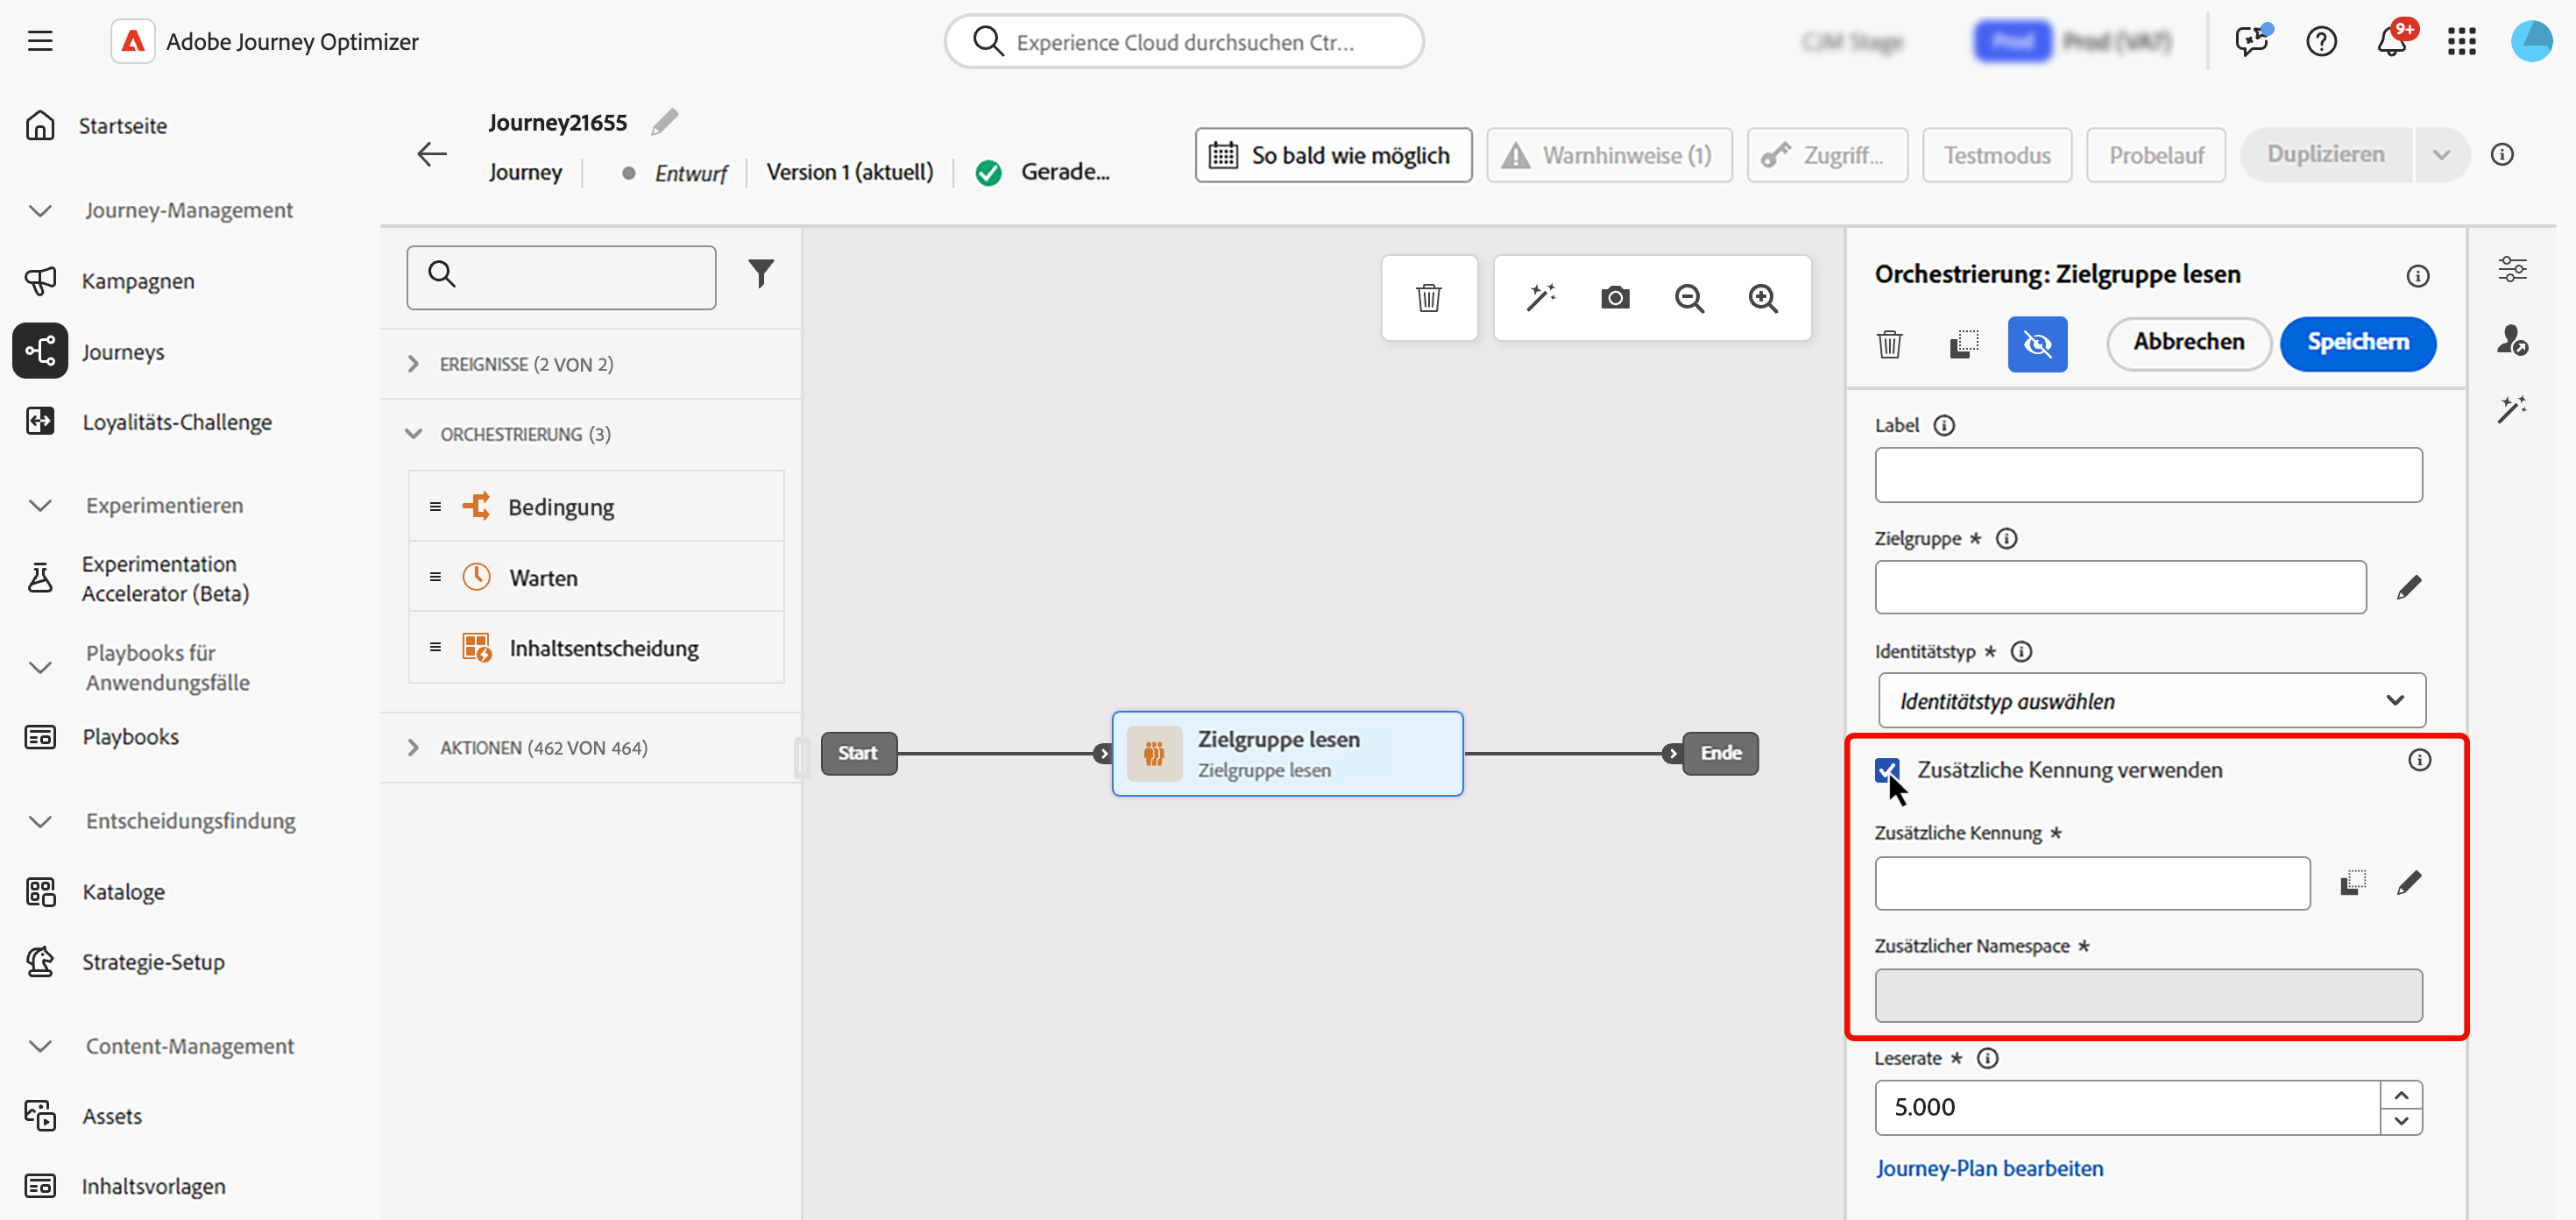 Adobe Journey Optimizer
Experience Cloud durchsuchen Ctr...
9+
Startseite
Journey-Management
Kampagnen
Journeys
Loyalitäts-Challenge
Experimentieren
Experimentation
Accelerator (Beta)
Playbooks für
Anwendungsfälle
Playbooks
Entscheidungsfindung
Kataloge
Strategie-Setup
Content-Management
Assets
Inhaltsvorlagen
Journey21655
Journey
Entwurf
Version 1 (aktuell)
Gerade...
So bald wie möglich
Warnhinweise (1)
Zugriff...
Testmodus
Probelauf
Duplizieren
EREIGNISSE (2 VON 2)
ORCHESTRIERUNG (3)
Bedingung
Warten
Inhaltsentscheidung
AKTIONEN (462 VON 464)
Start
Zielgruppe lesen
Zielgruppe lesen
Ende
Orchestrierung: Zielgruppe lesen
Abbrechen
Speichern
Label
Zielgruppe *
Identitätstyp *
Identitätstyp auswählen
Zusätzliche Kennung verwenden
Zusätzliche Kennung *
Zusätzlicher Namespace *
Leserate *
5.000
Journey-Plan bearbeiten